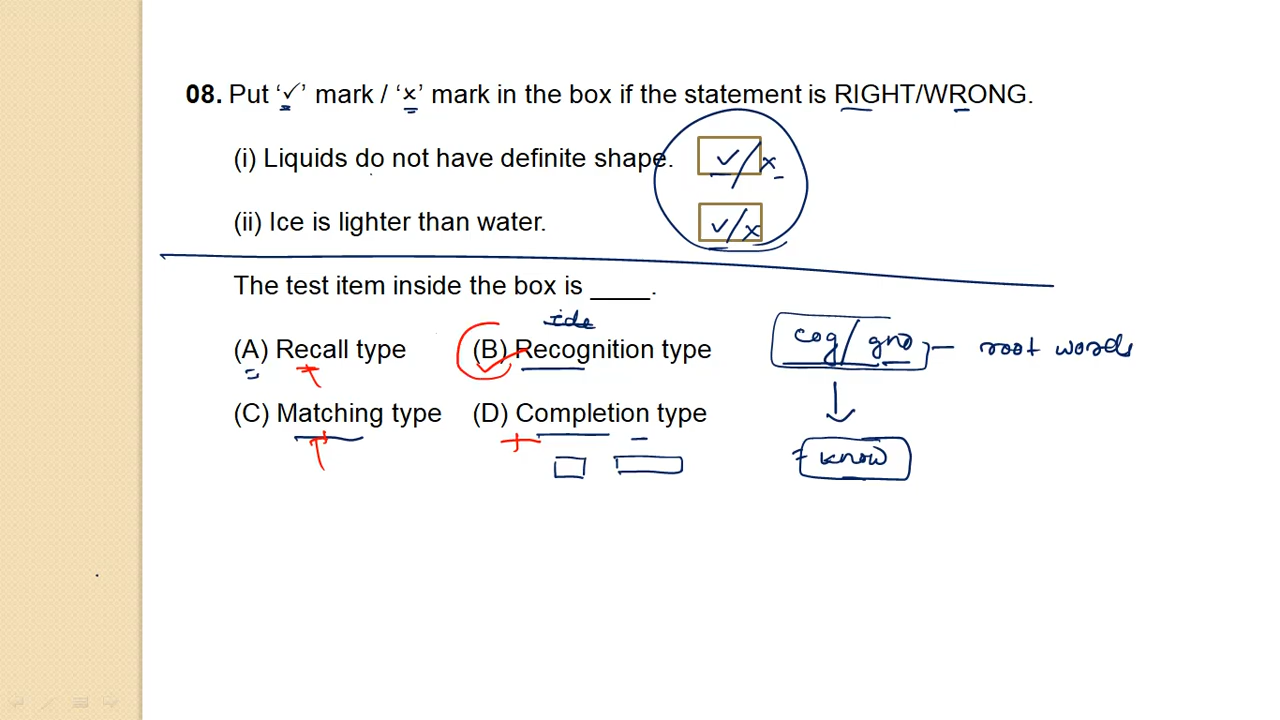 08. Put ‘✓’ mark / ‘x’ mark in the box if the statement is RIGHT/WRONG.
(i) Liquids do not have definite shape. ✓/x
(ii) Ice is lighter than water. ✓/x
The test item inside the box is ____.
ide
(A) Recall type (B) Recognition type cog/gno – root words
(C) Matching type (D) Completion type
know